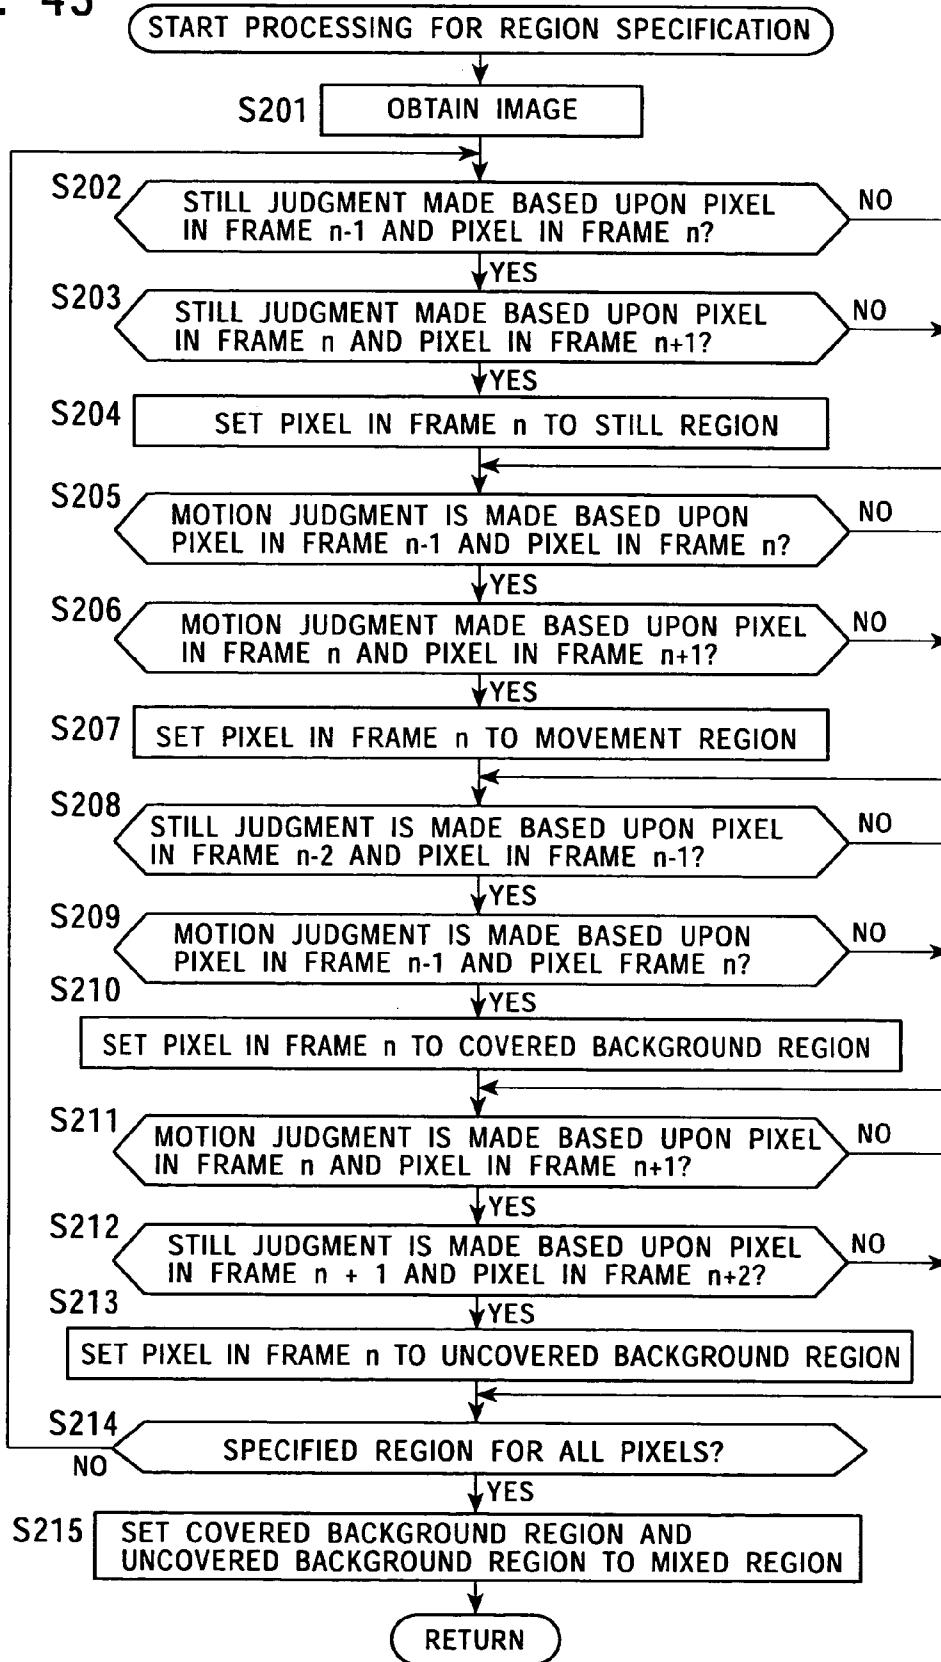 . 43
START PROCESSING FOR REGION SPECIFICATION
S201
OBTAIN IMAGE
S202
STILL JUDGMENT MADE BASED UPON PIXEL
IN FRAME n-1 AND PIXEL IN FRAME n?
NO
YES
S203
STILL JUDGMENT MADE BASED UPON PIXEL
IN FRAME n AND PIXEL IN FRAME n+1?
NO
YES
S204
SET PIXEL IN FRAME n TO STILL REGION
S205
MOTION JUDGMENT IS MADE BASED UPON
PIXEL IN FRAME n-1 AND PIXEL IN FRAME n?
NO
YES
S206
MOTION JUDGMENT MADE BASED UPON PIXEL
IN FRAME n AND PIXEL IN FRAME n+1?
NO
YES
S207
SET PIXEL IN FRAME n TO MOVEMENT REGION
S208
STILL JUDGMENT IS MADE BASED UPON PIXEL
IN FRAME n-2 AND PIXEL IN FRAME n-1?
NO
YES
S209
MOTION JUDGMENT IS MADE BASED UPON
PIXEL IN FRAME n-1 AND PIXEL FRAME n?
NO
YES
S210
SET PIXEL IN FRAME n TO COVERED BACKGROUND REGION
S211
MOTION JUDGMENT IS MADE BASED UPON PIXEL
IN FRAME n AND PIXEL IN FRAME n+1?
NO
YES
S212
STILL JUDGMENT IS MADE BASED UPON PIXEL
IN FRAME n + 1 AND PIXEL IN FRAME n+2?
NO
YES
S213
SET PIXEL IN FRAME n TO UNCOVERED BACKGROUND REGION
S214
SPECIFIED REGION FOR ALL PIXELS?
NO
YES
S215
SET COVERED BACKGROUND REGION AND
UNCOVERED BACKGROUND REGION TO MIXED REGION
RETURN